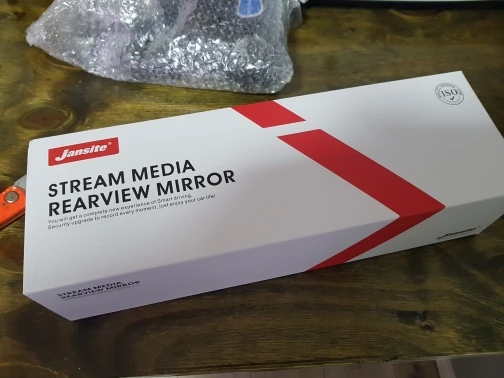 Jansite
STREAM MEDIA
REARVIEW MIRROR
You will get a complete new experience of Smart driving.
Security upgrade to record every moment, just enjoy your car life!
ISO
STREAM MEDIA
REARVIEW MIRROR
Jansite